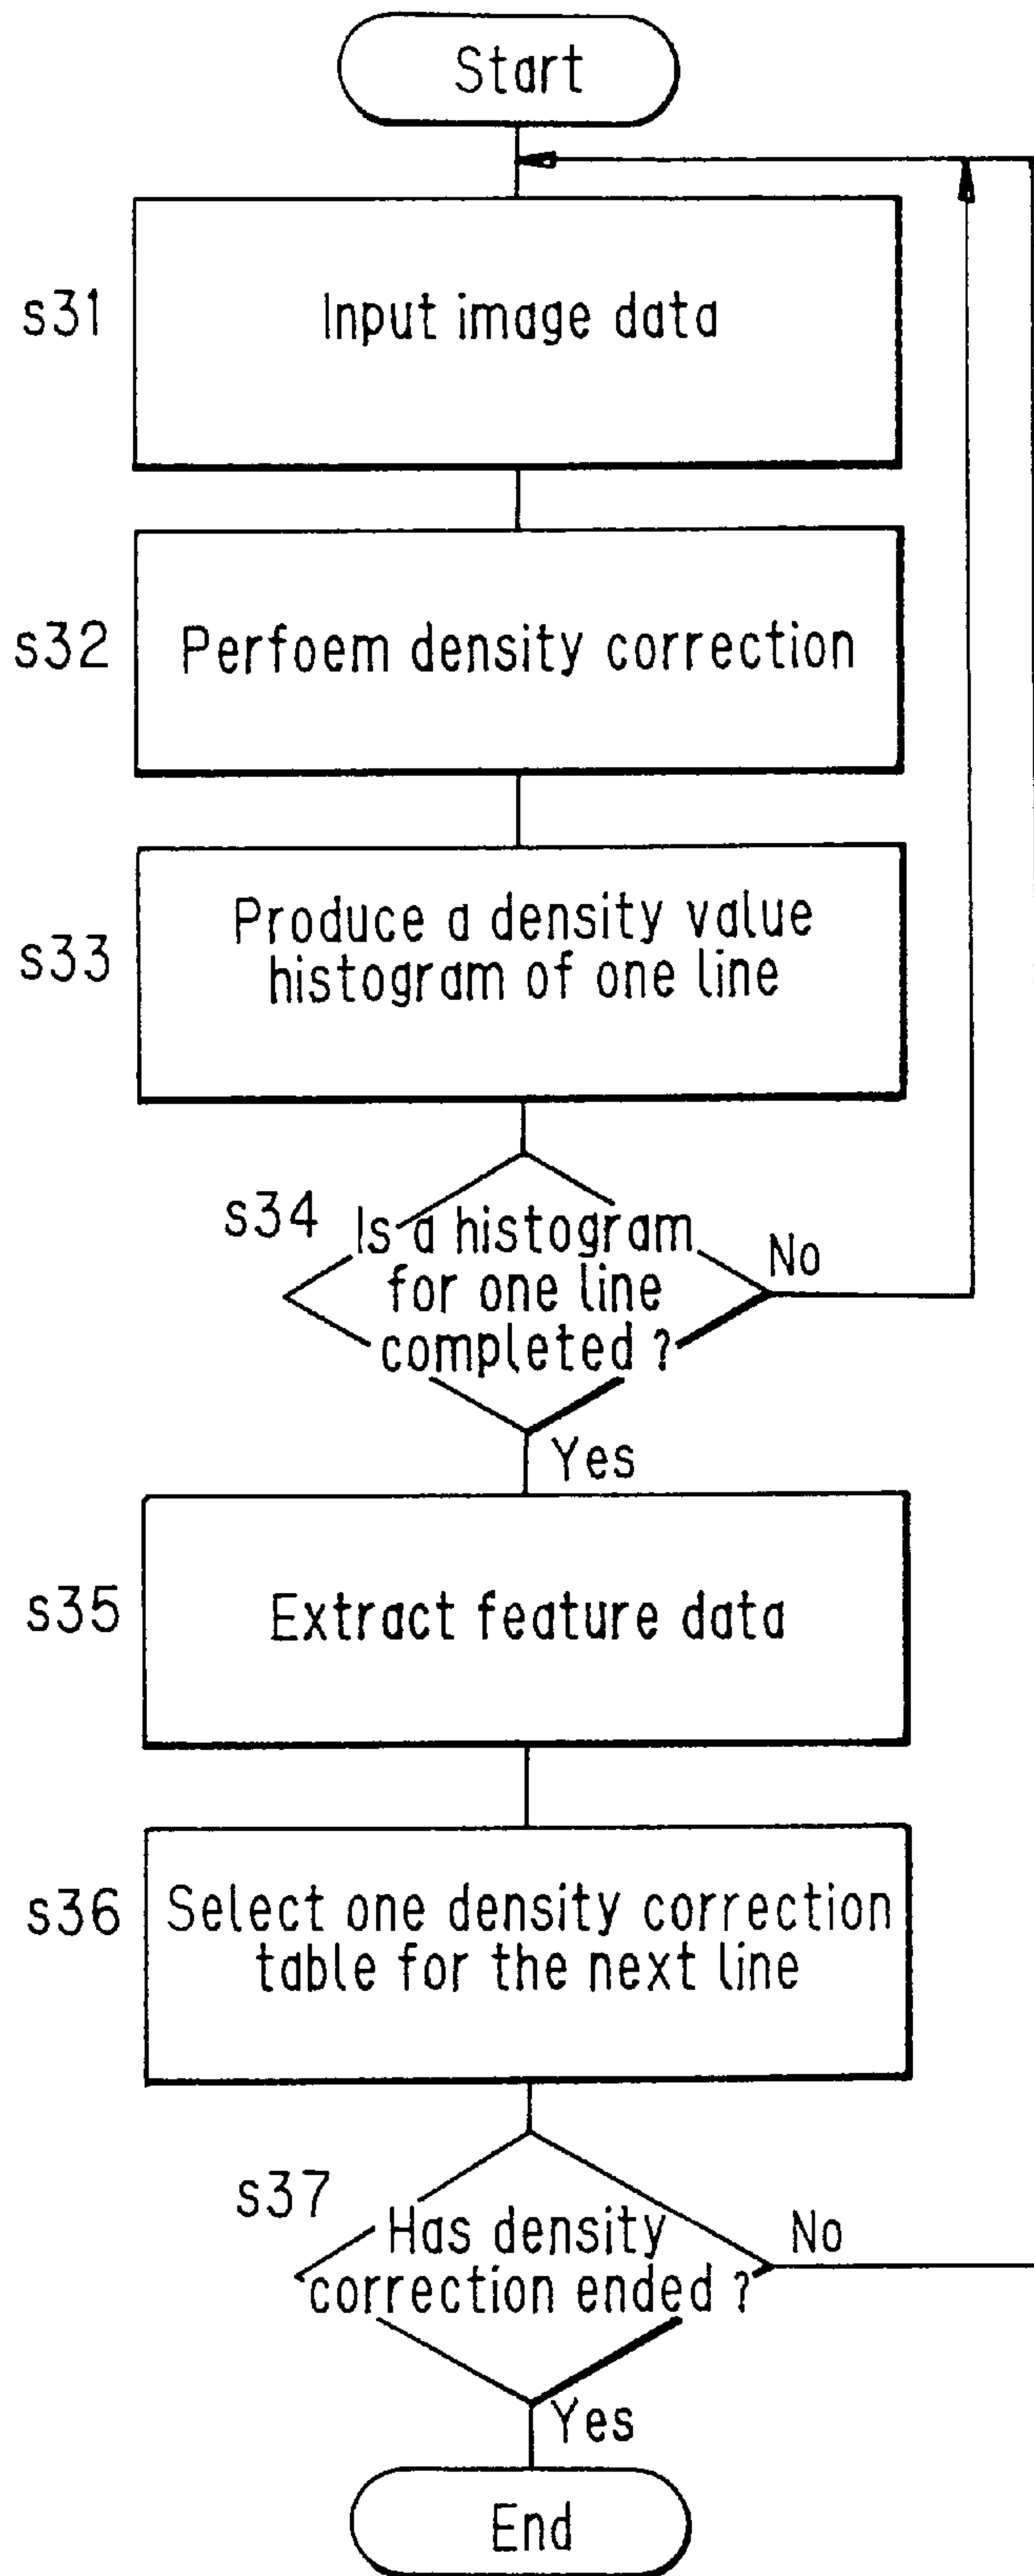 Start
s31
Input image data
s32
Perfoem density correction
s33
Produce a density value
histogram of one line
s34
Is a histogram
for one line
completed ?
No
Yes
s35
Extract feature data
s36
Select one density correction
table for the next line
s37
Has density
correction ended ?
No
Yes
End